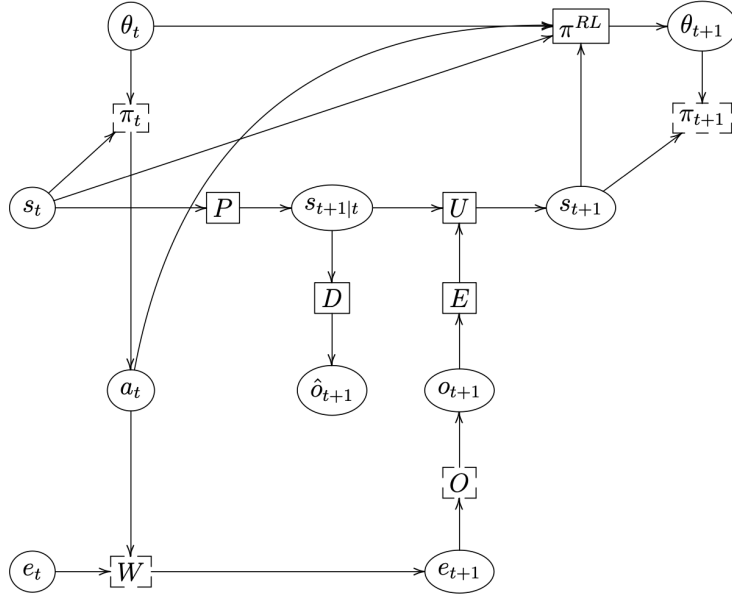 θ_t π^{RL} θ_{t+1}
π_t π_{t+1}
s_t P s_{t+1|t} U s_{t+1}
D E
a_t ô_{t+1} o_{t+1}
O
e_t W e_{t+1}